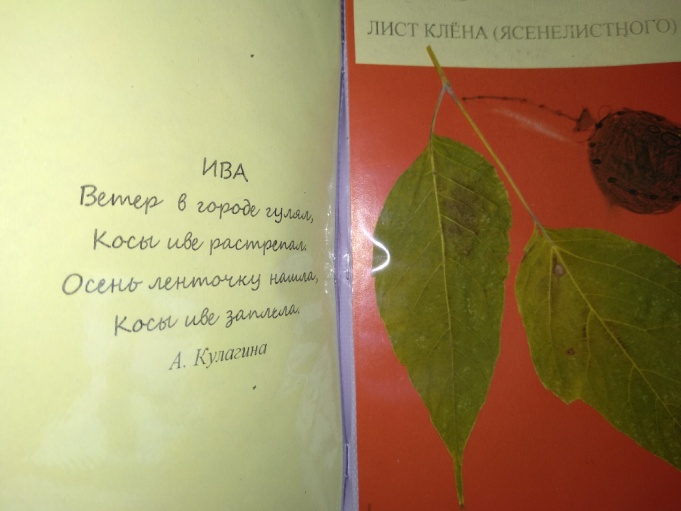 ИВА
Ветер в городе гулял,
Косы иве растрепал.
Осень ленточку нашла,
Косы иве заплела.
А. Кулагина
ЛИСТ КЛЁНА (ЯСЕНЕЛИСТНОГО)